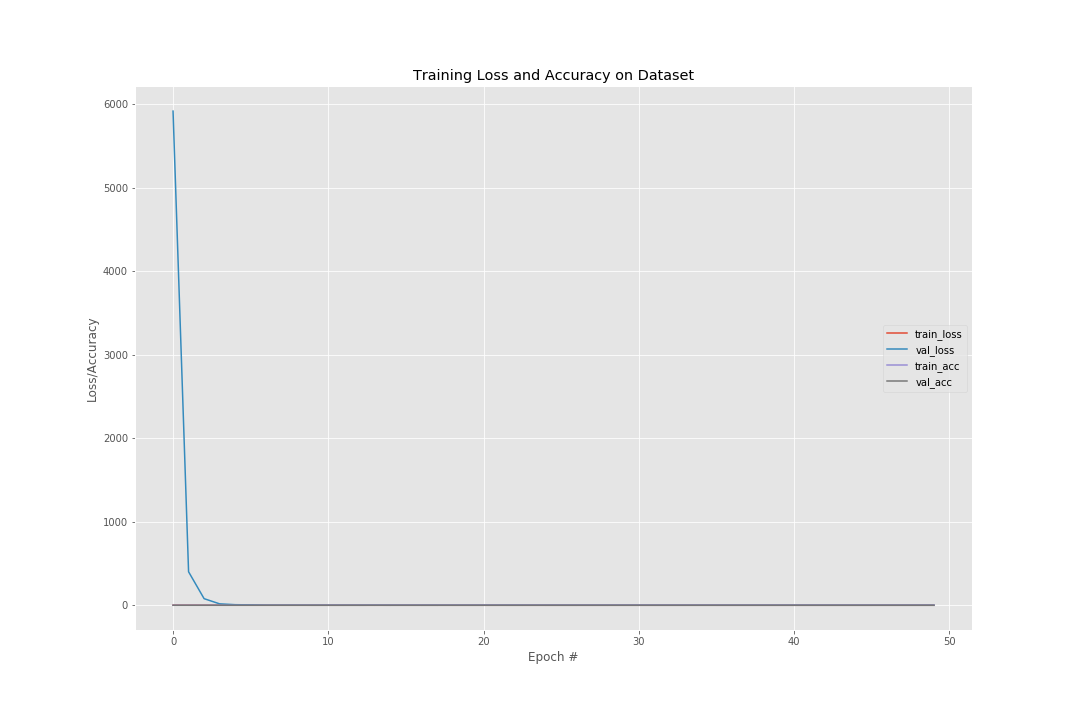 Training Loss and Accuracy on Dataset
6000
5000
4000
3000
2000
1000
0
Loss/Accuracy
train_loss
val_loss
train_acc
val_acc
0 10 20 30 40 50
Epoch #